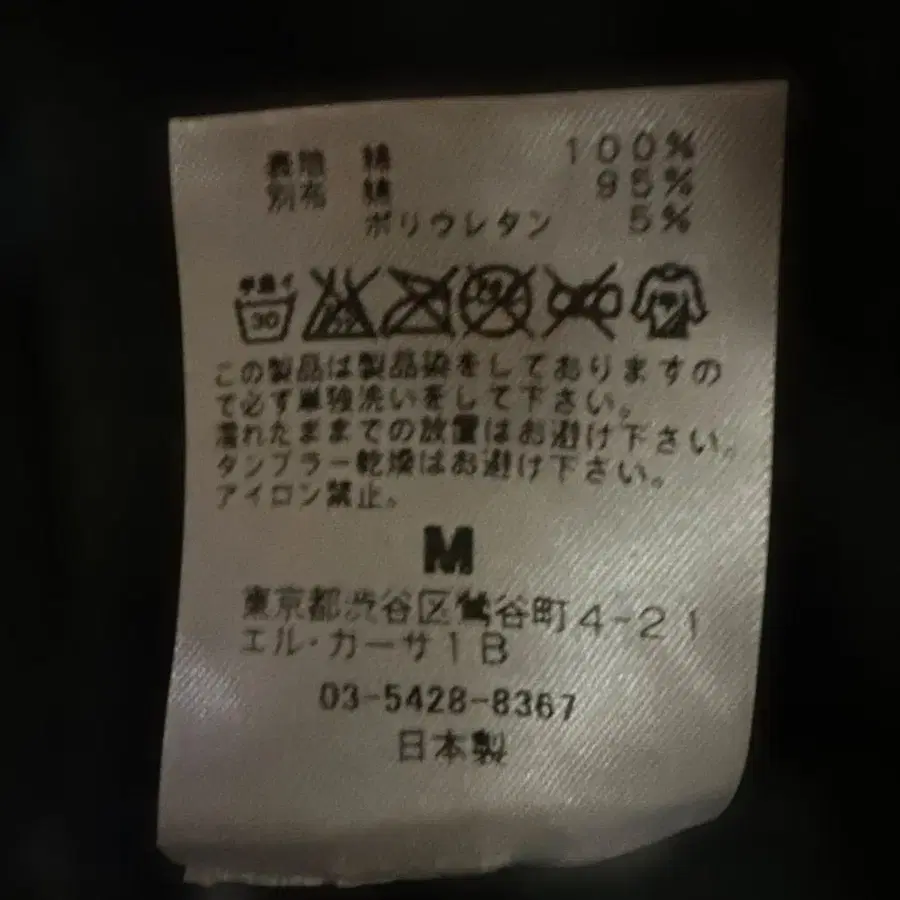 表地 綿 100%
別布 綿 95%
ポリウレタン 5%
手洗イ
30
この製品は製品染をしておりますの
で必ず単独洗いをして下さい。
濡れたままでの放置はお避け下さい。
タンブラー乾燥はお避け下さい。
アイロン禁止。
M
東京都渋谷区鶯谷町4-21
エル・カーサ1B
03-5428-8367
日本製